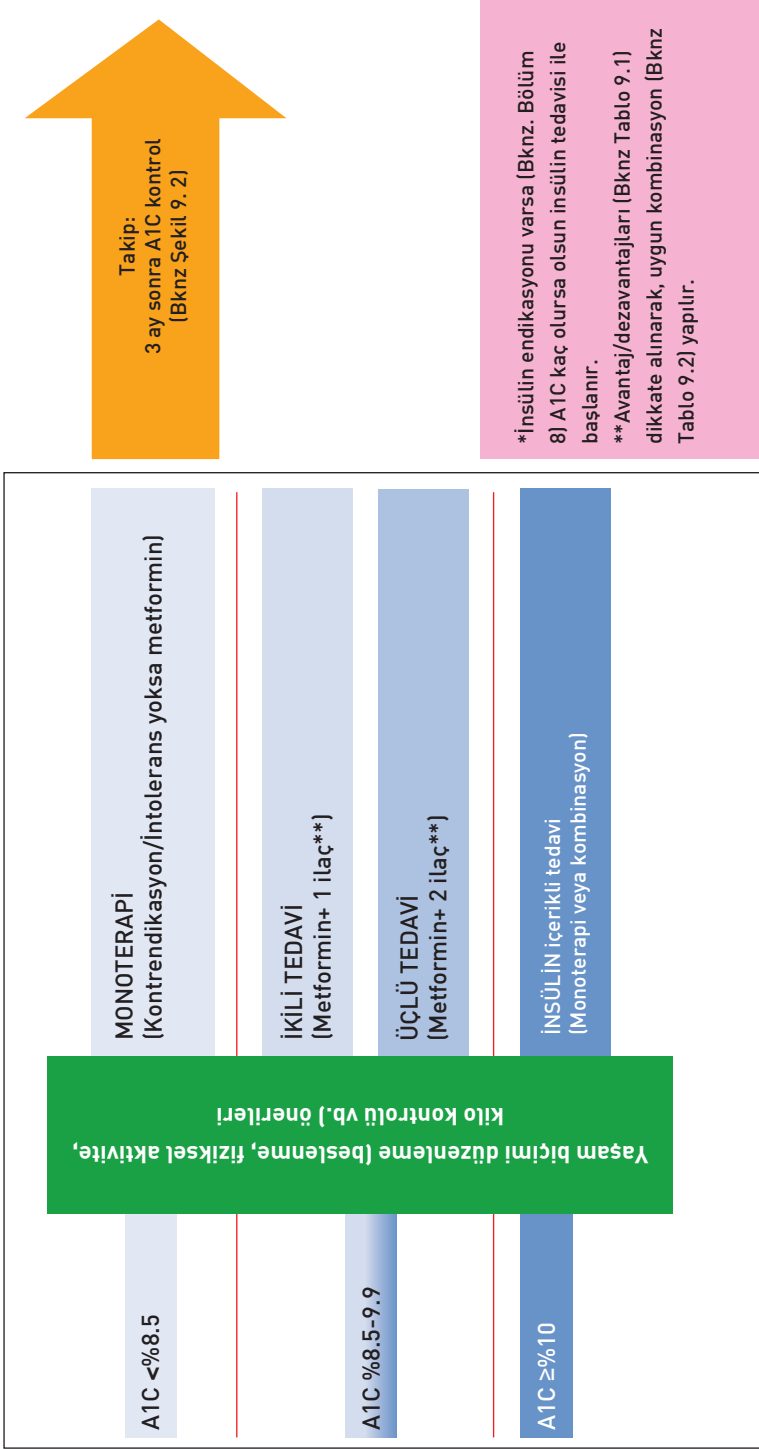 A1C <%8.5
A1C %8.5-9.9
A1C ≥%10
Yaşam biçimi düzenleme (beslenme, fiziksel aktivite,
kilo kontrolü vb.) önerileri
MONOTERAPİ
(Kontrendikasyon/İntolerans yoksa metformin)
İKİLİ TEDAVİ
(Metformin+ 1 ilaç**)
ÜÇLÜ TEDAVİ
(Metformin+ 2 ilaç**)
İNSÜLİN içerikli tedavi
(Monoterapi veya kombinasyon)
Takip:
3 ay sonra A1C kontrol
(Bknz Şekil 9. 2)
*İnsülin endikasyonu varsa (Bknz. Bölüm
8) A1C kaç olursa olsun insülin tedavisi ile
başlanır.
**Avantaj/dezavantajları (Bknz Tablo 9.1)
dikkate alınarak, uygun kombinasyon (Bknz
Tablo 9.2) yapılır.